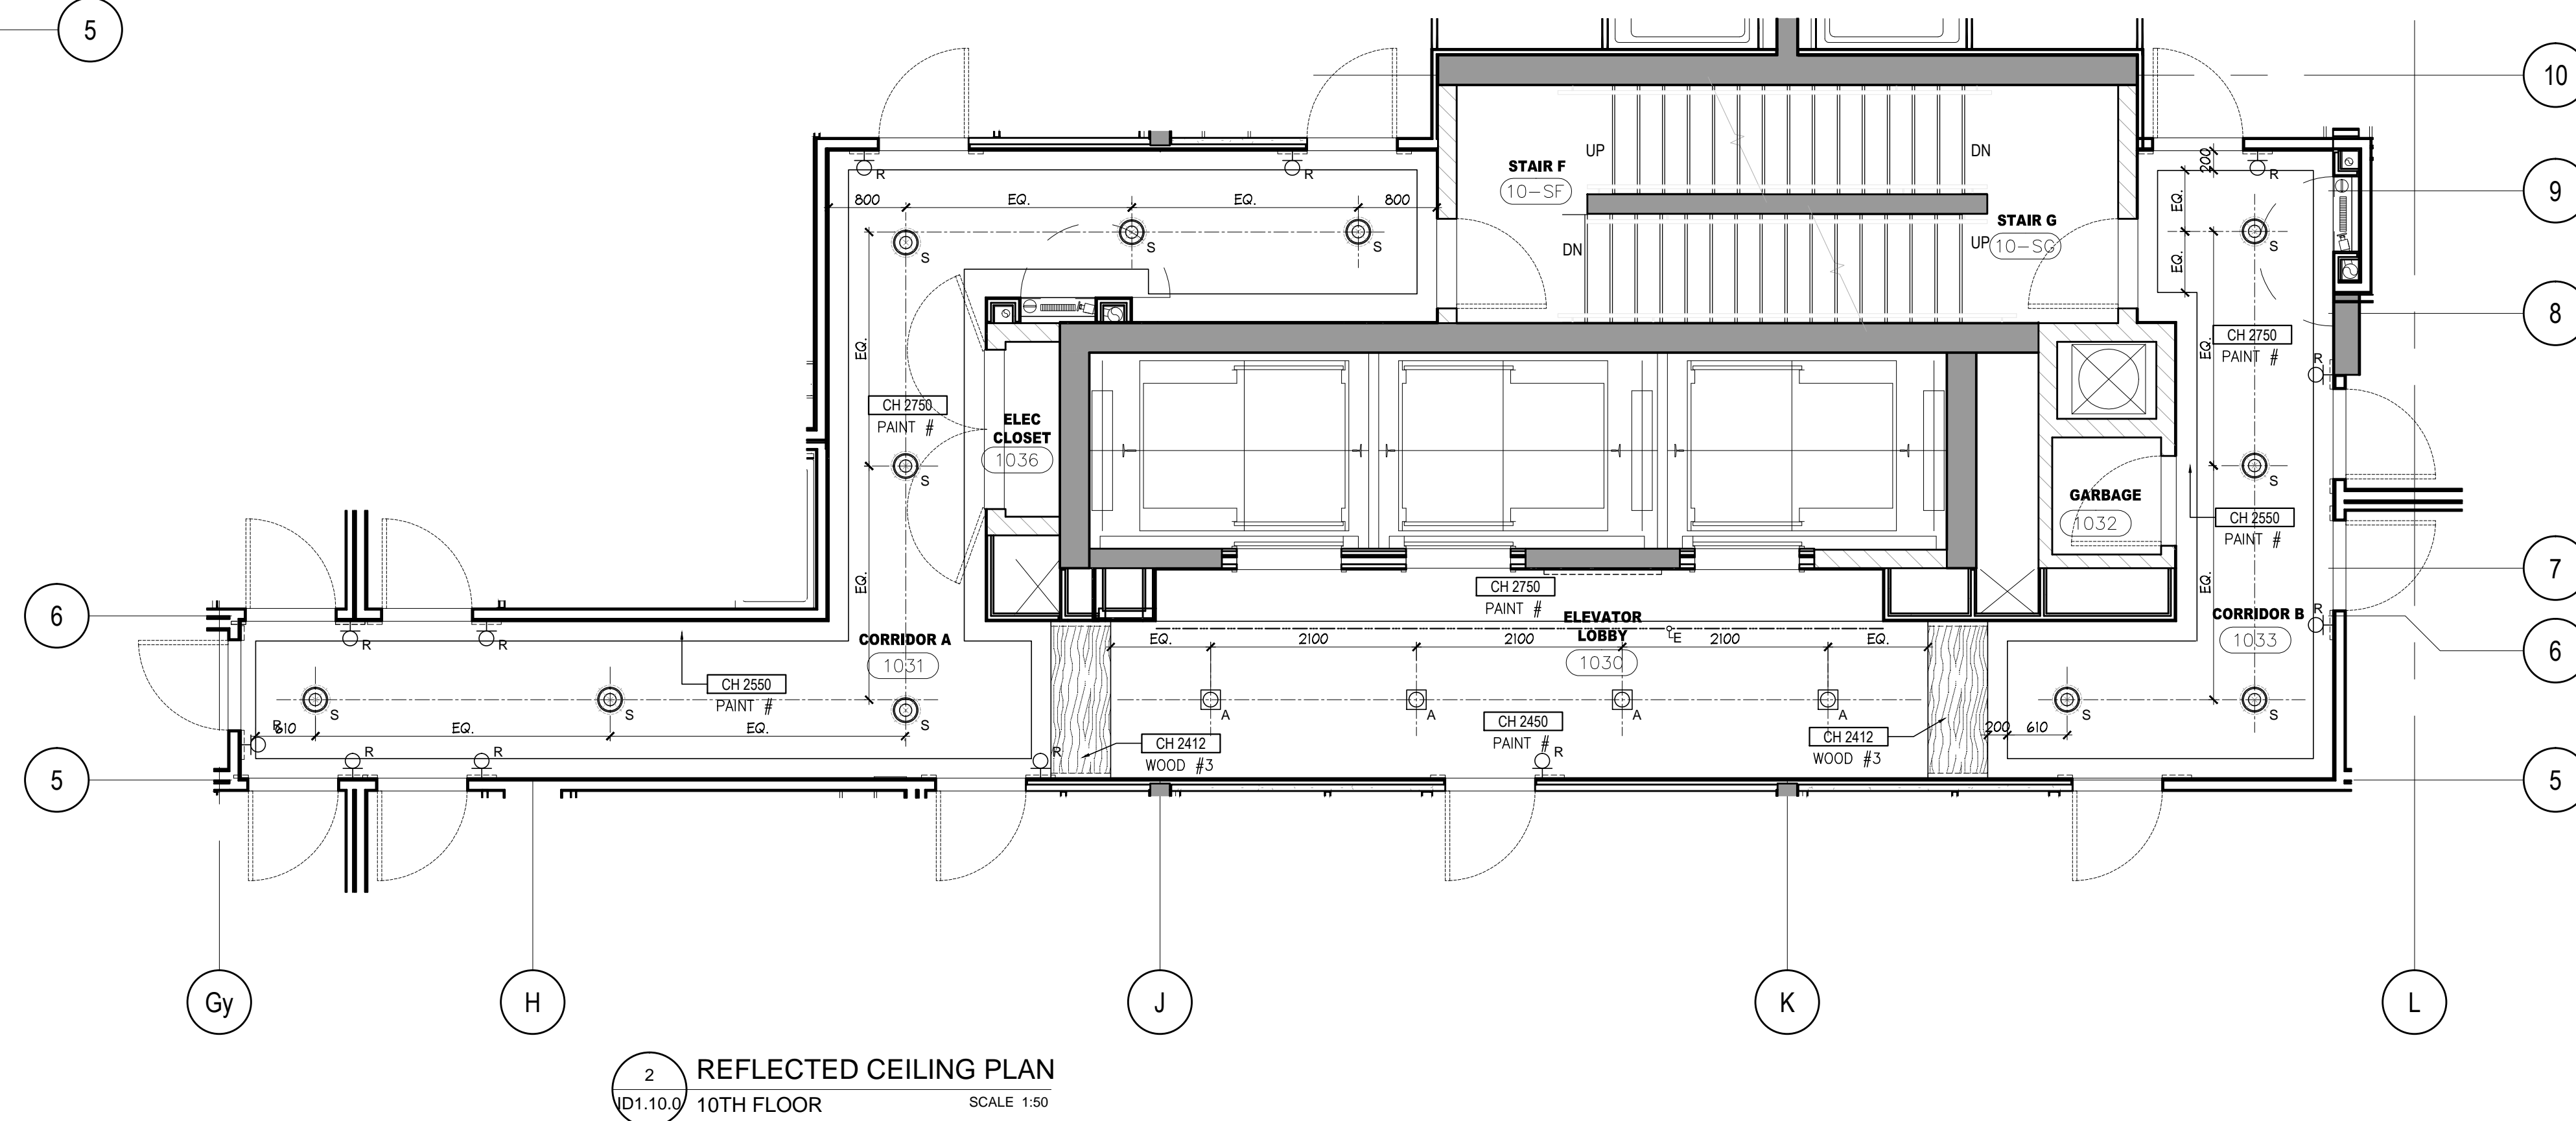 5
10
UP
DN
STAIR F
10-SF
200
R
R
R
9
800
EQ.
EQ.
800
EQ.
STAIR G
UP
10-SG
DN
S
S
S
S
EQ.
8
CH 2750
PAINT #
EQ.
EQ.
R
CH 2750
PAINT #
ELEC
CLOSET
1036
S
S
GARBAGE
1032
CH 2550
PAINT #
7
EQ.
EQ.
CH 2750
PAINT #
6
R
R
CORRIDOR A
1031
EQ.
2100
2100
ELEVATOR
LOBBY
1030
E
2100
EQ.
R
CORRIDOR B
1033
6
CH 2550
PAINT #
S
S
S
A
A
A
A
S
S
R
610
EQ.
EQ.
CH 2450
PAINT #
200
610
CH 2412
WOOD #3
CH 2412
WOOD #3
R
R
R
R
5
5
Gy
H
J
K
L
2
ID1.10.0
REFLECTED CEILING PLAN
10TH FLOOR
SCALE 1:50